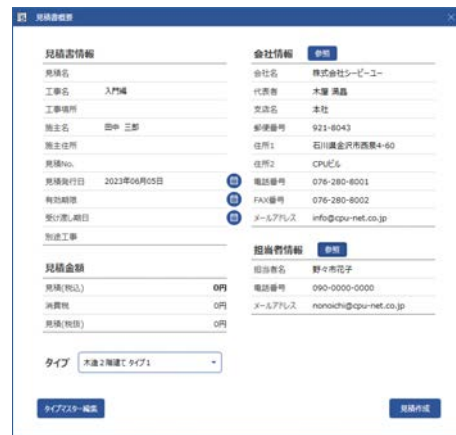 見積書概要
見積書情報
見積名
工事名 入門編
工事場所
施主名 田中 三郎
施主住所
見積No.
見積発行日 2023年06月05日
有効期限
受け渡し期日
別途工事
見積金額
見積(税込) 0円
消費税 0円
見積(税抜) 0円
タイプ 木造2階建て タイプ1
タイプマスター編集
会社情報 参照
会社名 株式会社シーピーユー
代表者 木屋 満晶
支店名 本社
郵便番号 921-8043
住所1 石川県金沢市西泉4-60
住所2 CPUビル
電話番号 076-280-8001
FAX番号 076-280-8002
メールアドレス info@cpu-net.co.jp
担当者情報 参照
担当者名 野々市花子
電話番号 090-0000-0000
メールアドレス nonoichi@cpu-net.co.jp
見積作成